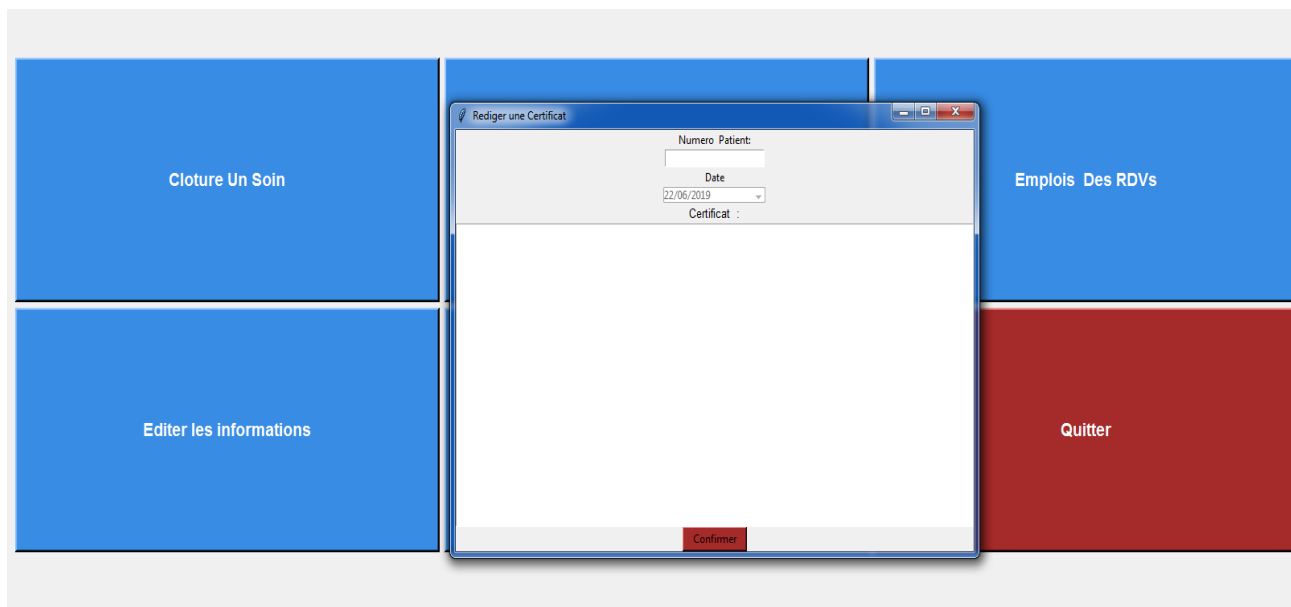 Rediger une Certificat
Numero Patient:
Date
22/06/2019
Certificat :
Confirmer
Cloture Un Soin
Emplois Des RDVs
Editer les informations
Quitter